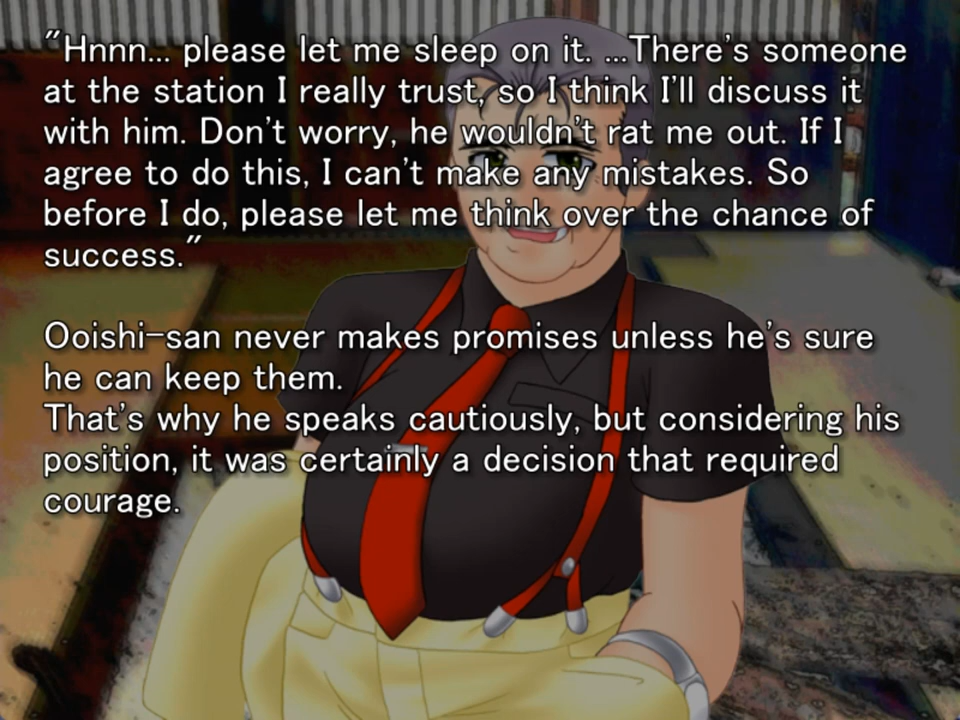 "Hnnn... please let me sleep on it. ...There's someone
at the station I really trust, so I think I'll discuss it
with him. Don't worry, he wouldn't rat me out. If I
agree to do this, I can't make any mistakes. So
before I do, please let me think over the chance of
success."
Ooishi-san never makes promises unless he's sure
he can keep them.
That's why he speaks cautiously, but considering his
position, it was certainly a decision that required
courage.